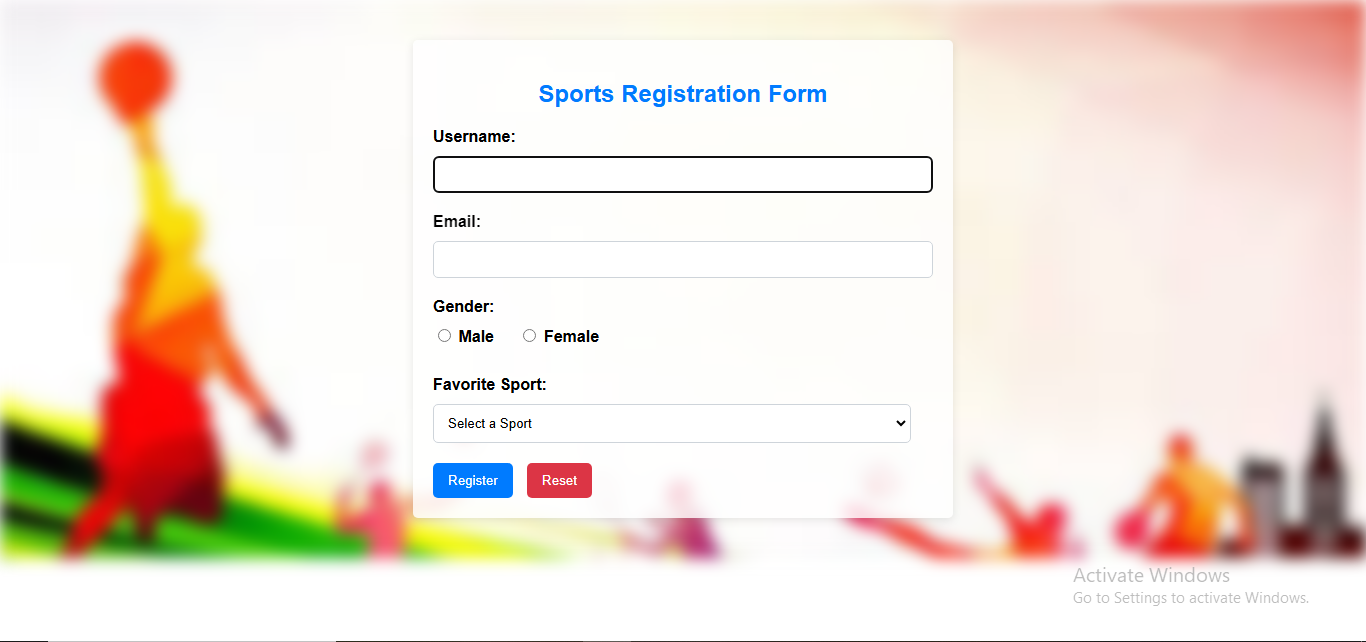 Sports Registration Form
Username:
Email:
Gender:
Male Female
Favorite Sport:
Select a Sport
Register Reset
Activate Windows
Go to Settings to activate Windows.